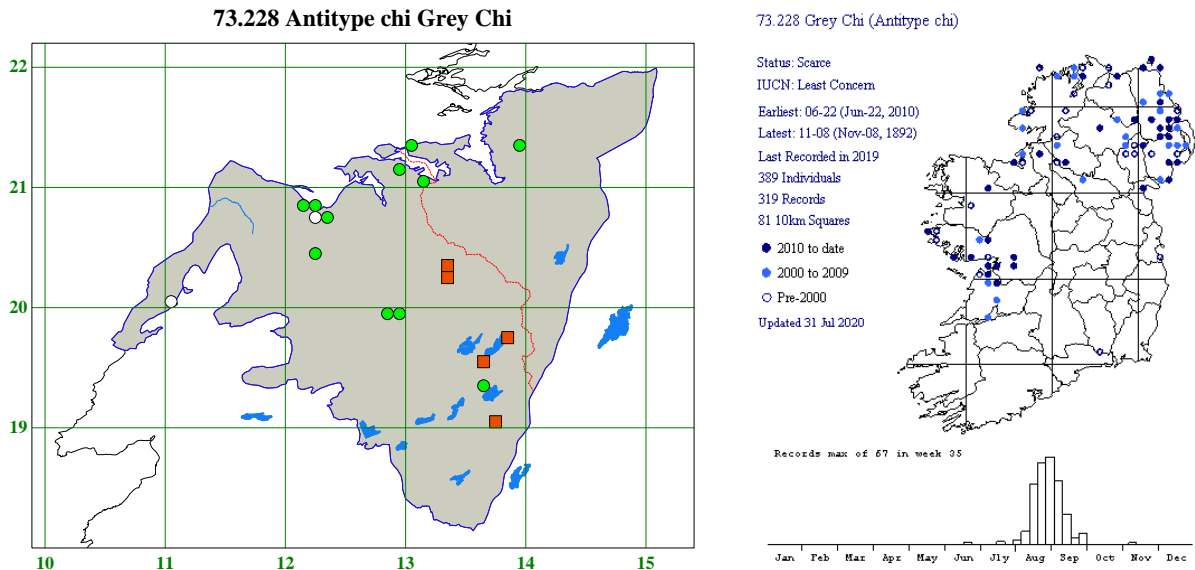 73.228 Antitype chi Grey Chi
22
21
20
19
10 11 12 13 14 15
73.228 Grey Chi (Antitype chi)
Status: Scarce
IUCN: Least Concern
Earliest: 06-22 (Jun-22, 2010)
Latest: 11-08 (Nov-08, 1892)
Last Recorded in 2019
389 Individuals
319 Records
81 10km Squares
2010 to date
2000 to 2009
Pre-2000
Updated 31 Jul 2020
Records max of 67 in week 35
Jan Feb Mar Apr May Jun Jly Aug Sep Oct Nov Dec